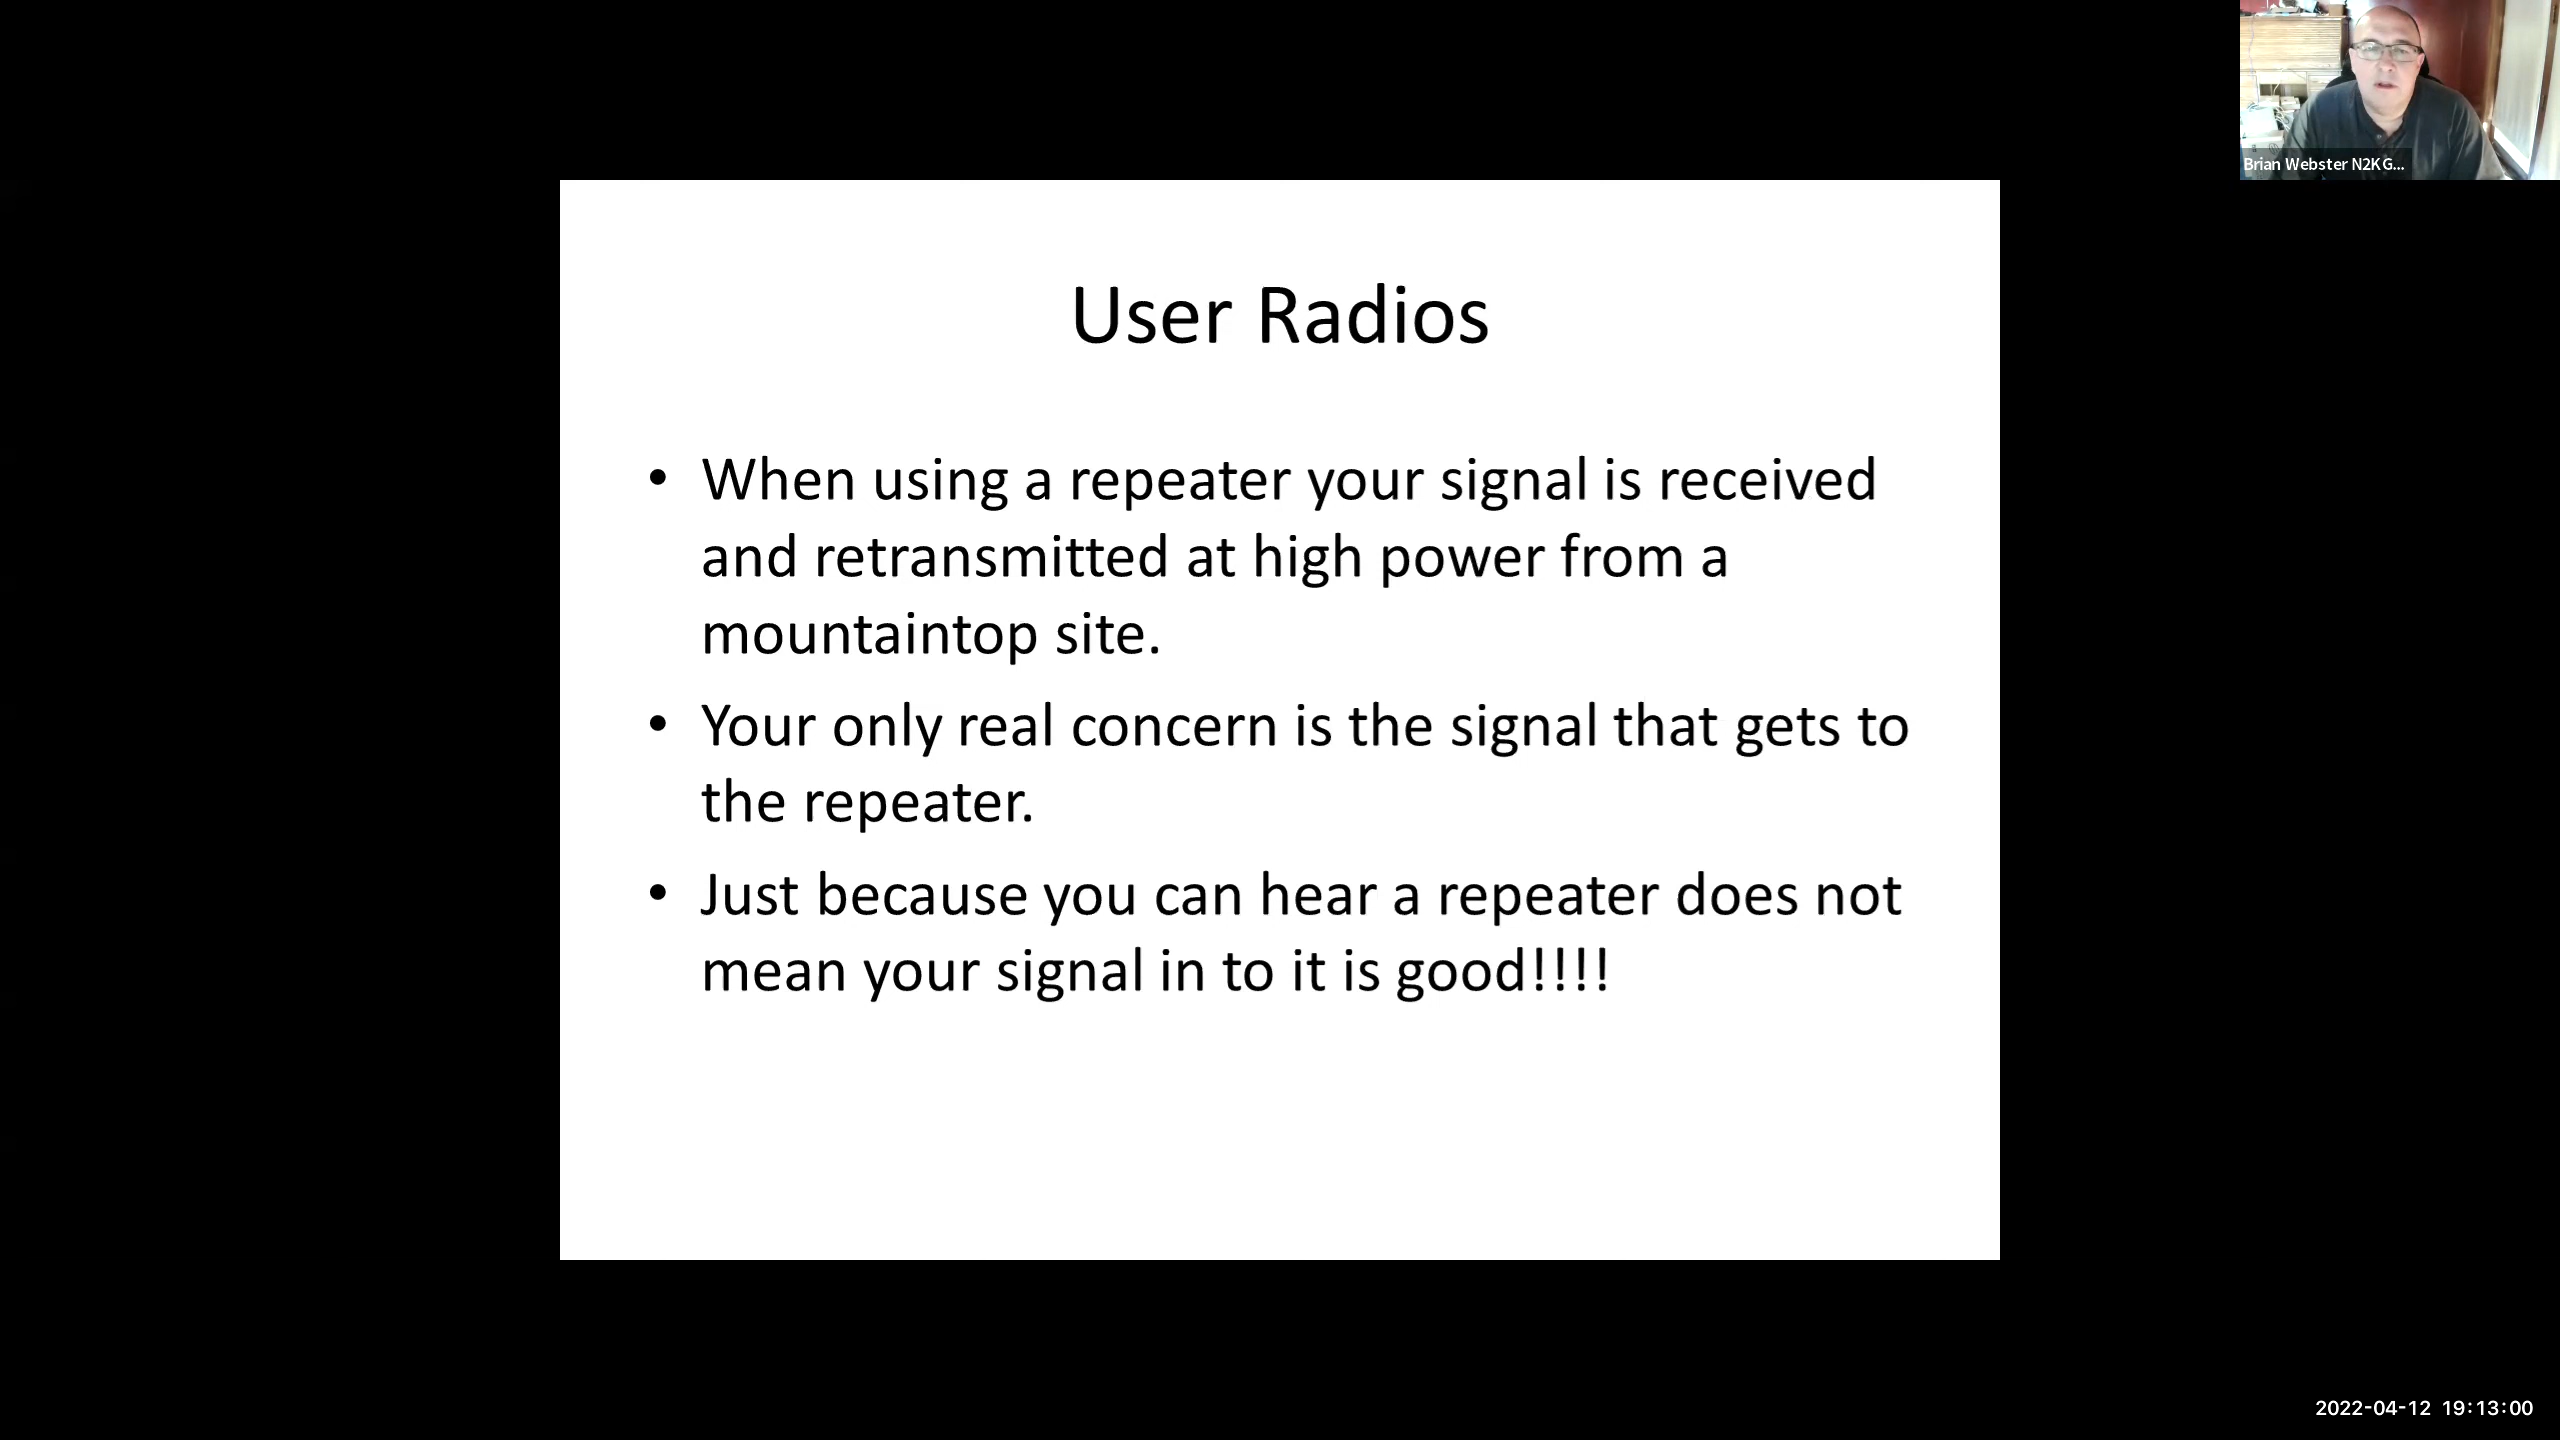 Brian Webster N2KG...
User Radios
• When using a repeater your signal is received
and retransmitted at high power from a
mountaintop site.
• Your only real concern is the signal that gets to
the repeater.
• Just because you can hear a repeater does not
mean your signal in to it is good!!!!
2022-04-12 19:13:00